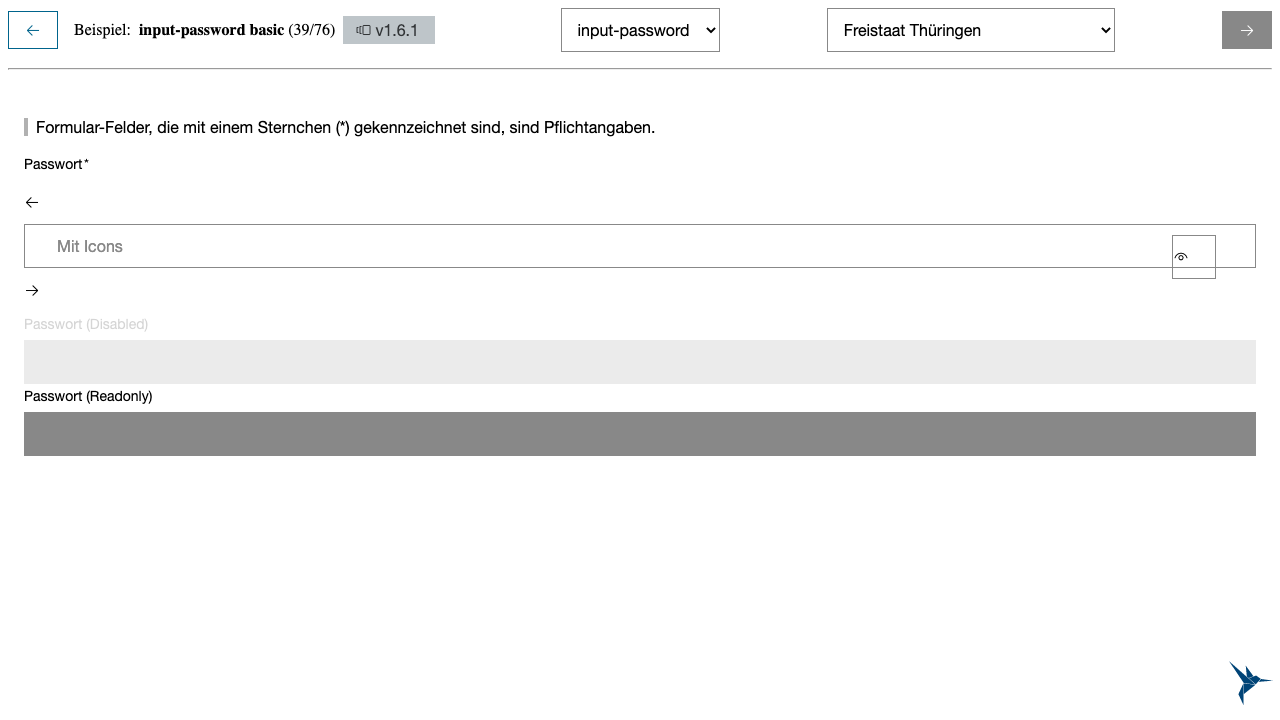 Beispiel: input-password basic (39/76) v1.6.1 input-password Freistaat Thüringen
Formular-Felder, die mit einem Sternchen (*) gekennzeichnet sind, sind Pflichtangaben.
Passwort*
Mit Icons
Passwort (Disabled)
Passwort (Readonly)